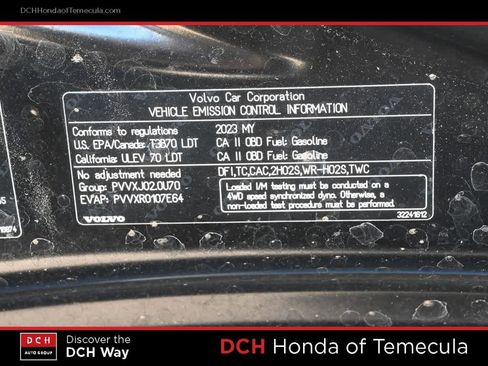 DCHHondaofTemecula.com
Volvo Car Corporation
VEHICLE EMISSION CONTROL INFORMATION
Conforms to regulations 2023 MY
U.S. EPA/Canada: T3B70 LDT CA II OBD Fuel: Gasoline
California: ULEV 70 LDT CA II OBD Fuel: Gasoline
No adjustment needed DFI,TC,CAC,2HO2S,WR-HO2S,TWC
Group: PVVXJ02.0U70
EVAP: PVVXR0107E64
Loaded I/M testing must be conducted on a
4WD speed synchronized dyno. Otherwise, a
non-loaded test procedure must be performed.
VOLVO 32241612
DCH
AUTO GROUP
Discover the
DCH Way
DCH Honda of Temecula